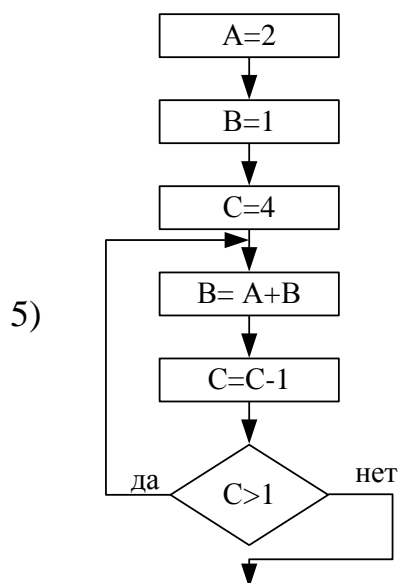 A=2
B=1
C=4
5)
B= A+B
C=C-1
да
C>1
нет